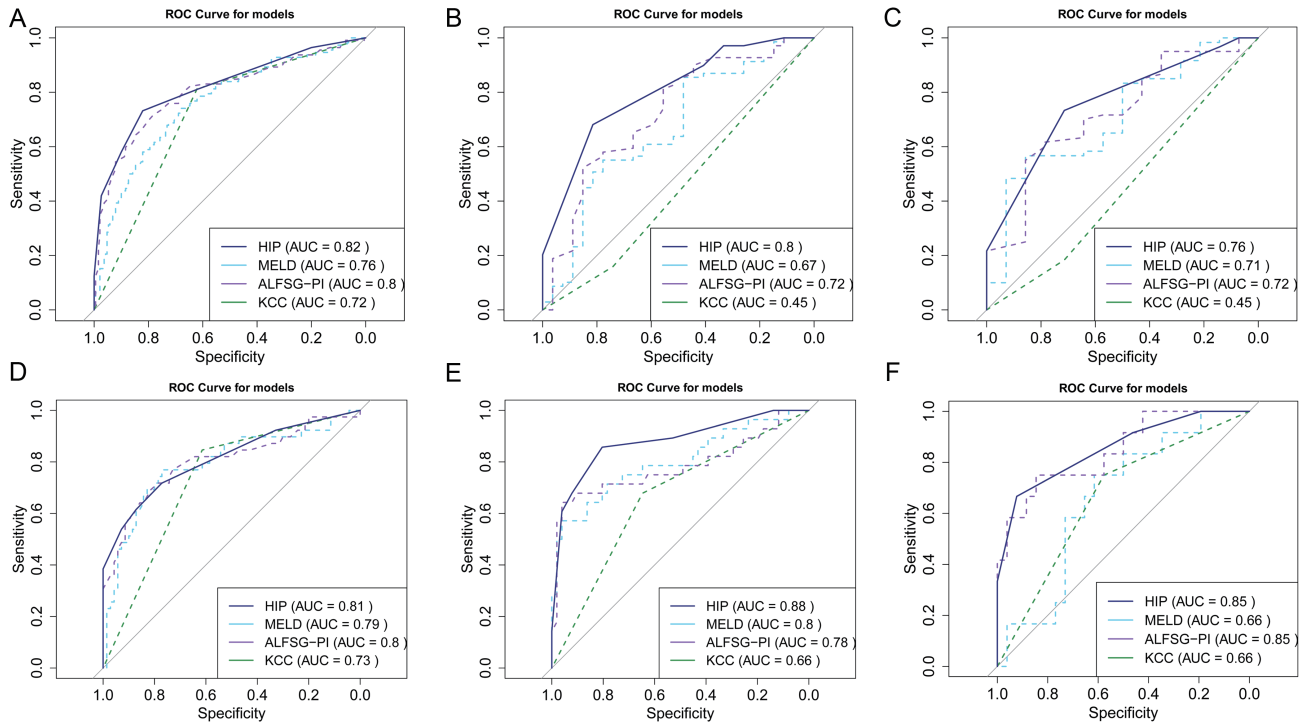 A
ROC Curve for models
Sensitivity
0.0 0.2 0.4 0.6 0.8 1.0
HIP (AUC = 0.82 )
MELD (AUC = 0.76 )
ALFSG−PI (AUC = 0.8 )
KCC (AUC = 0.72 )
1.0 0.8 0.6 0.4 0.2 0.0
Specificity
B
ROC Curve for models
Sensitivity
0.0 0.2 0.4 0.6 0.8 1.0
HIP (AUC = 0.8 )
MELD (AUC = 0.67 )
ALFSG−PI (AUC = 0.72 )
KCC (AUC = 0.45 )
1.0 0.8 0.6 0.4 0.2 0.0
Specificity
C
ROC Curve for models
Sensitivity
0.0 0.2 0.4 0.6 0.8 1.0
HIP (AUC = 0.76 )
MELD (AUC = 0.71 )
ALFSG−PI (AUC = 0.72 )
KCC (AUC = 0.45 )
1.0 0.8 0.6 0.4 0.2 0.0
Specificity
D
ROC Curve for models
Sensitivity
0.0 0.2 0.4 0.6 0.8 1.0
HIP (AUC = 0.81 )
MELD (AUC = 0.79 )
ALFSG−PI (AUC = 0.8 )
KCC (AUC = 0.73 )
1.0 0.8 0.6 0.4 0.2 0.0
Specificity
E
ROC Curve for models
Sensitivity
0.0 0.2 0.4 0.6 0.8 1.0
HIP (AUC = 0.88 )
MELD (AUC = 0.8 )
ALFSG−PI (AUC = 0.78 )
KCC (AUC = 0.66 )
1.0 0.8 0.6 0.4 0.2 0.0
Specificity
F
ROC Curve for models
Sensitivity
0.0 0.2 0.4 0.6 0.8 1.0
HIP (AUC = 0.85 )
MELD (AUC = 0.66 )
ALFSG−PI (AUC = 0.85 )
KCC (AUC = 0.66 )
1.0 0.8 0.6 0.4 0.2 0.0
Specificity